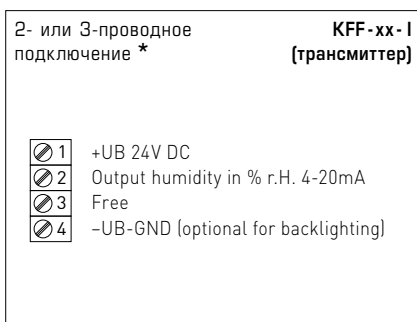 2- или 3-проводное KFF-xx-I
подключение * (трансмиттер)
1 +UB 24V DC
2 Output humidity in % r.H. 4-20mA
3 Free
4 –UB-GND (optional for backlighting)